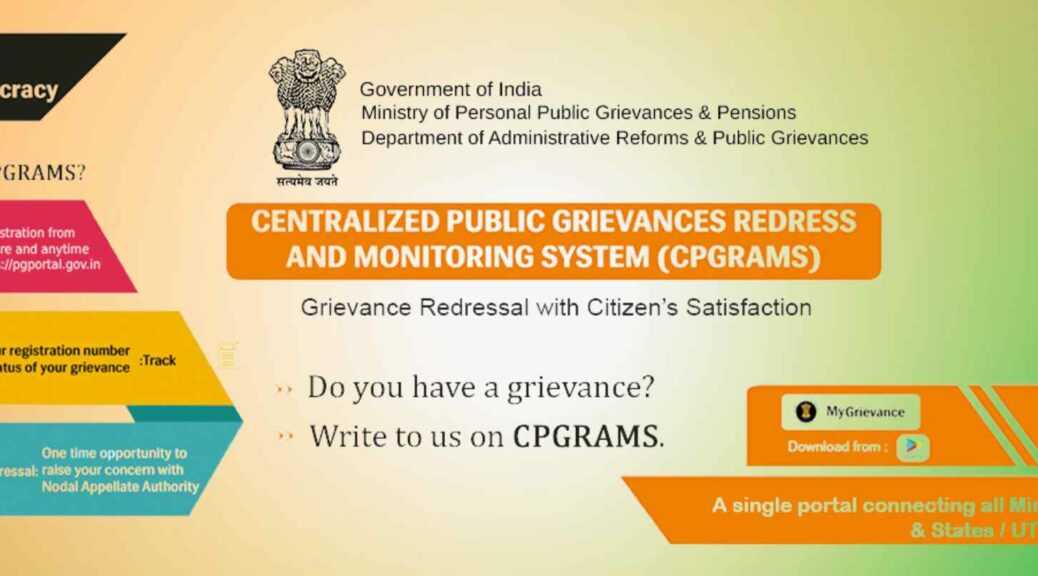 cracy
Government of India
Ministry of Personal Public Grievances & Pensions
Department of Administrative Reforms & Public Grievances
सत्यमेव जयते
PGRAMS?
CENTRALIZED PUBLIC GRIEVANCES REDRESS
AND MONITORING SYSTEM (CPGRAMS)
stration from
re and anytime
s://pgportal.gov.in
Grievance Redressal with Citizen's Satisfaction
ur registration number
atus of your grievance
:Track
Do you have a grievance?
Write to us on CPGRAMS.
One time opportunity to
ressal: raise your concern with
Nodal Appellate Authority
MyGrievance
Download from :
A single portal connecting all Min
& States / UT